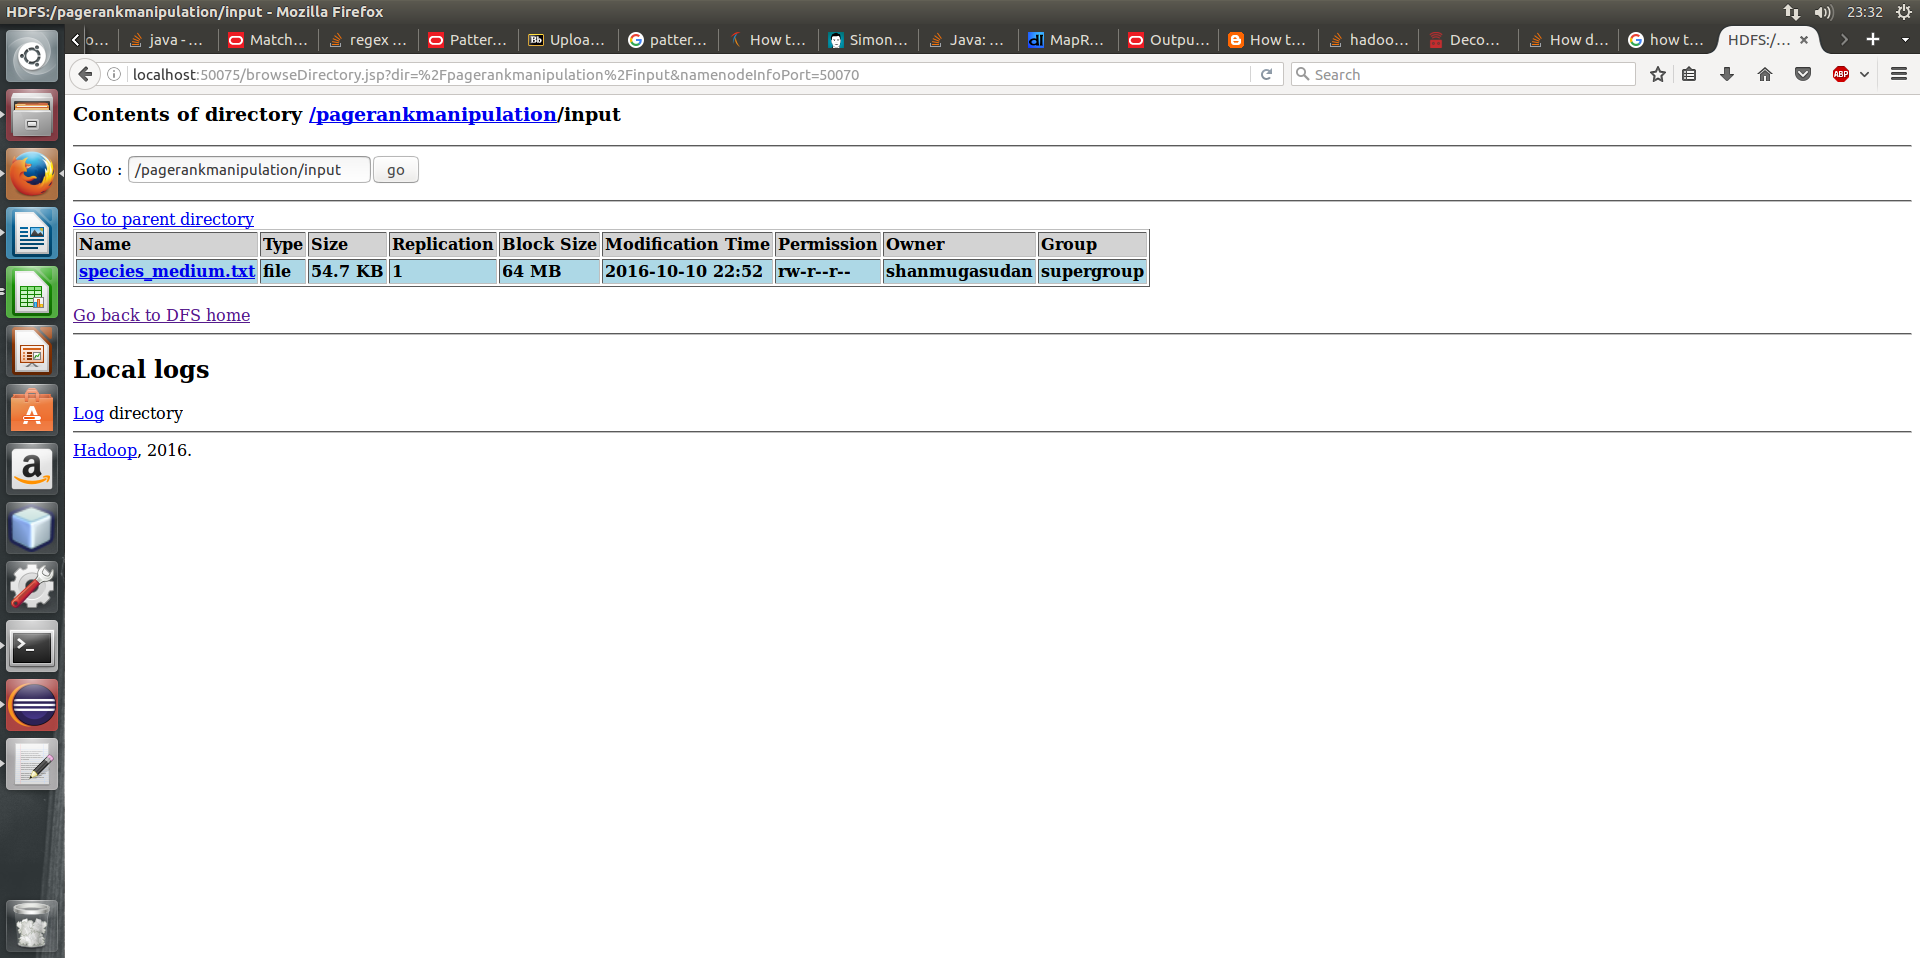 HDFS:/pagerankmanipulation/input - Mozilla Firefox
23:32
o...
java -...
Match...
regex ...
Patter...
Bb Uploa...
patter...
How t...
Simon...
Java: ...
dl MapR...
Outpu...
How t...
hadoo...
Deco...
How d...
how t...
HDFS:/...
localhost:50075/browseDirectory.jsp?dir=%2Fpagerankmanipulation%2Finput&namenodeInfoPort=50070
Search
ABP
Contents of directory /pagerankmanipulation/input
Goto : /pagerankmanipulation/input go
Go to parent directory
Name Type Size Replication Block Size Modification Time Permission Owner Group
species_medium.txt file 54.7 KB 1 64 MB 2016-10-10 22:52 rw-r--r-- shanmugasudan supergroup
Go back to DFS home
Local logs
Log directory
Hadoop, 2016.